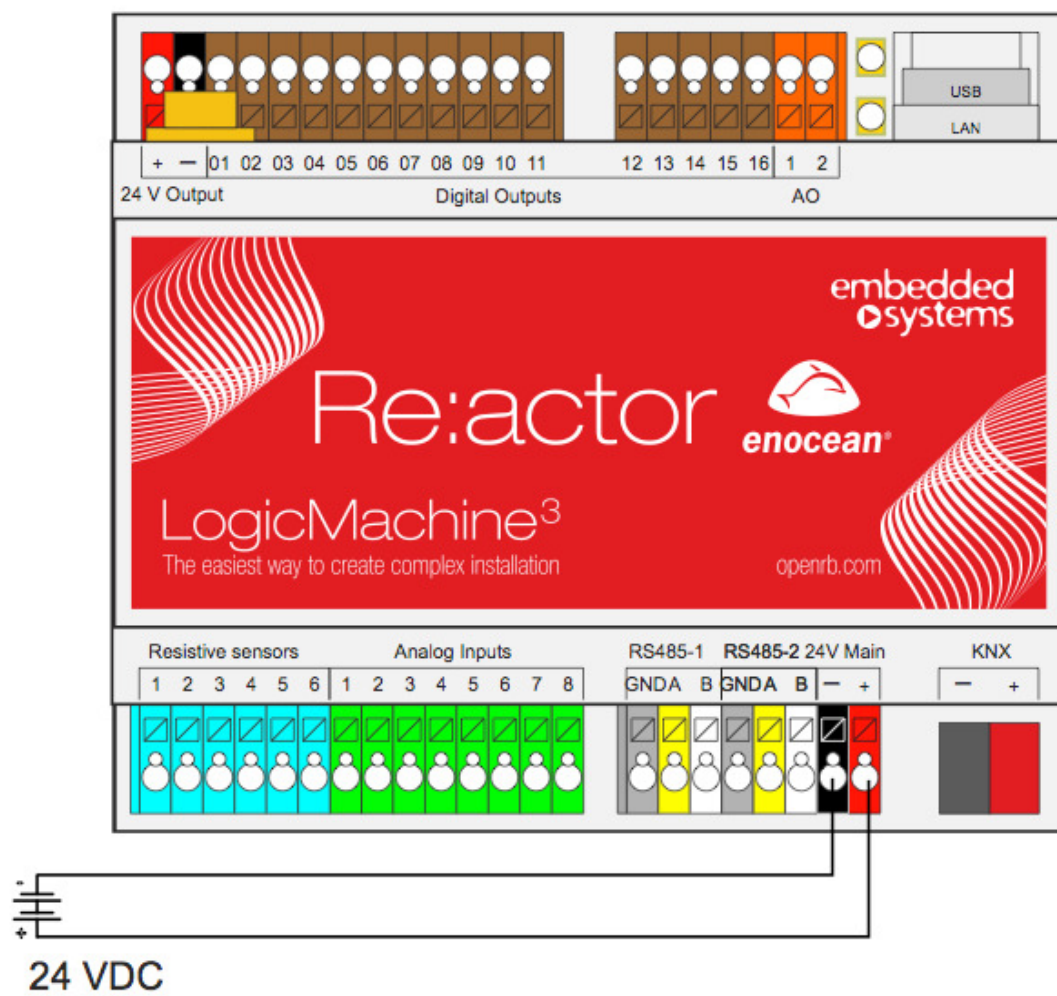 USB
LAN
+ — 01 02 03 04 05 06 07 08 09 10 11 12 13 14 15 16 1 2
24 V Output Digital Outputs AO
embedded
systems
Re:actor
enocean®
LogicMachine³
The easiest way to create complex installation openrb.com
Resistive sensors Analog Inputs RS485-1 RS485-2 24V Main KNX
1 2 3 4 5 6 1 2 3 4 5 6 7 8 GND A B GND A B — + — +
-
+
24 VDC